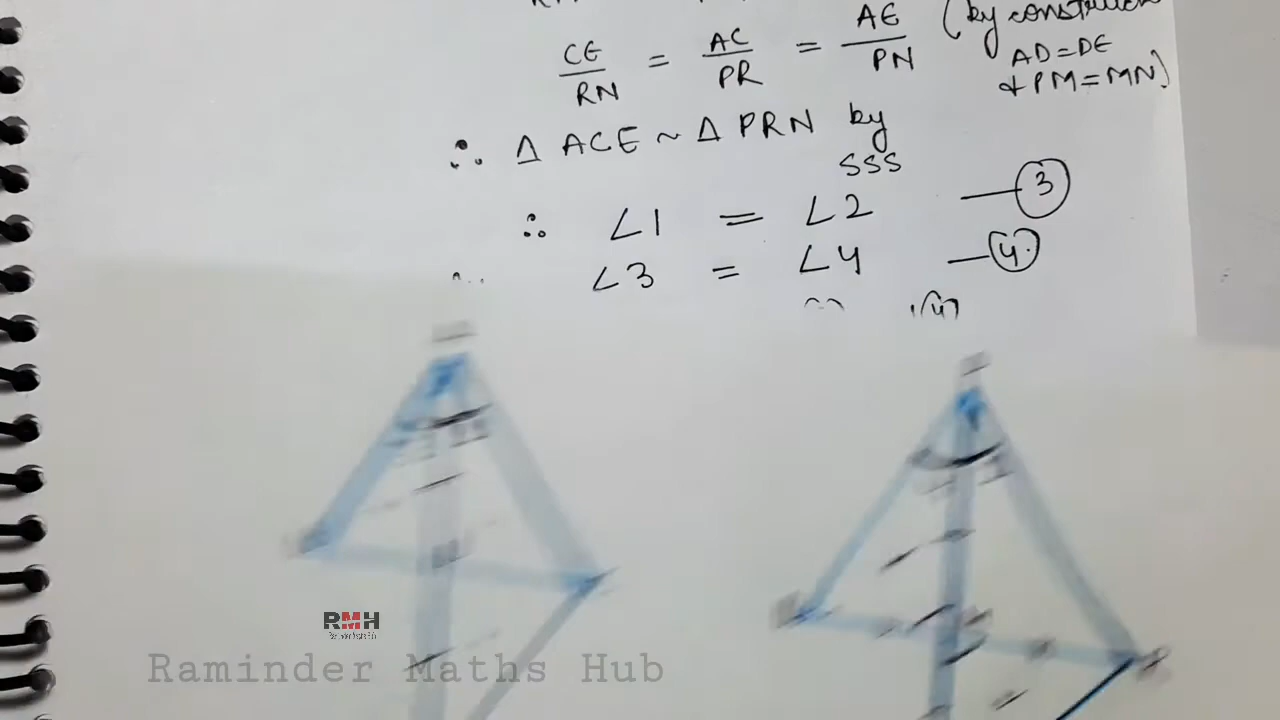 CE/RN = AC/PR = AE/PN (by construction
AD=DE
& PM=MN)
∴ Δ ACE ~ Δ PRN by
SSS
∴ ∠1 = ∠2 — 3
∠3 = ∠4 — 4.
RMH
Raminder Maths Hub